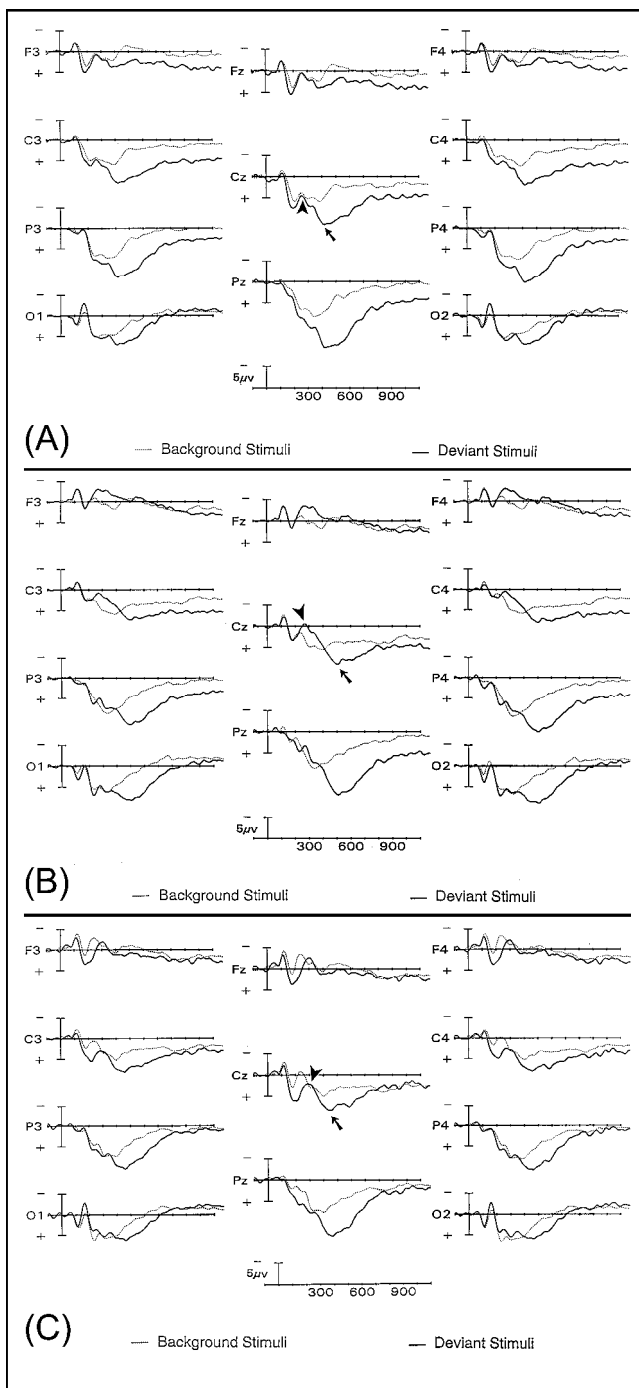 −
−
F3
Fz
F4
+
+
+
−
−
−
C3
Cz
C4
+
+
+
−
−
−
P3
Pz
P4
+
+
+
−
−
O1
O2
+
+
−
5μv
300 600 900
(A)
Background Stimuli Deviant Stimuli
−
−
−
F3
Fz
F4
+
+
+
−
−
−
C3
Cz
C4
+
+
+
−
−
−
P3
Pz
P4
+
+
+
−
−
O1
O2
+
+
−
5μv
300 600 900
(B)
Background Stimuli Deviant Stimuli
−
−
−
F3
Fz
F4
+
+
+
−
−
−
C3
Cz
C4
+
+
+
−
−
−
P3
Pz
P4
+
+
+
−
−
O1
O2
+
+
−
5μv
300 600 900
(C)
Background Stimuli Deviant Stimuli